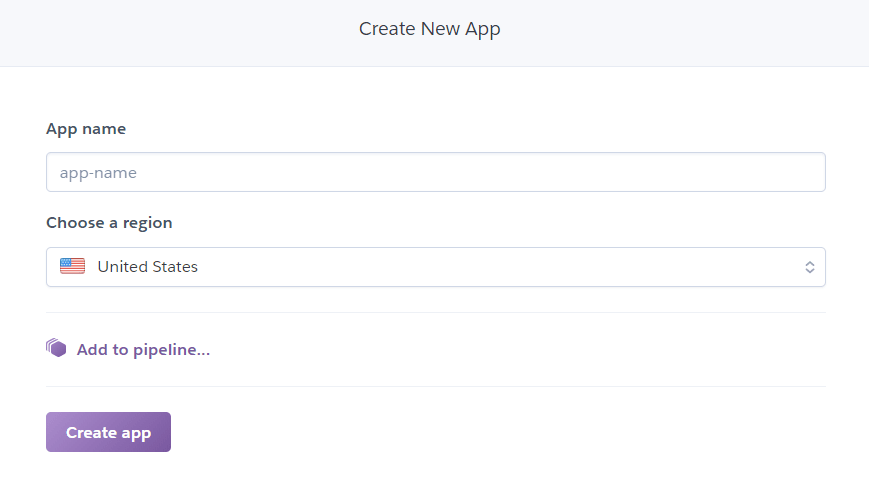 Create New App
App name
app-name
Choose a region
United States
Add to pipeline...
Create app